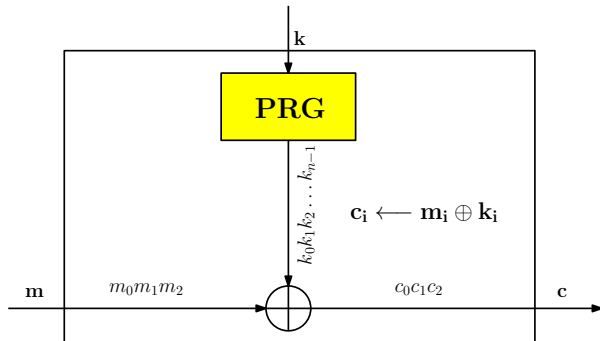 k
PRG
k₀k₁k₂ … kₙ₋₁
cᵢ ⟵ mᵢ ⊕ kᵢ
m
m₀m₁m₂
c₀c₁c₂
c